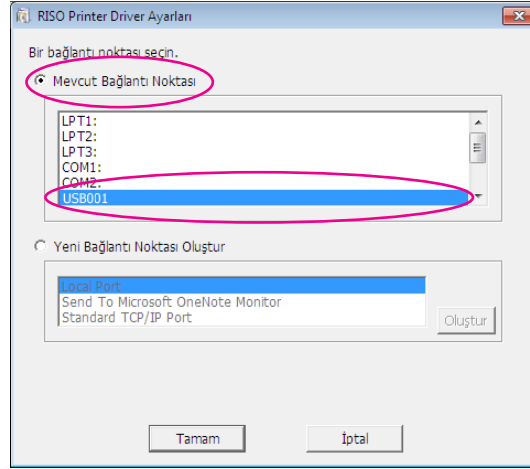 RISO Printer Driver Ayarları
Bir bağlantı noktası seçin.
Mevcut Bağlantı Noktası
LPT1:
LPT2:
LPT3:
COM1:
COM2:
USB001
Yeni Bağlantı Noktası Oluştur
Local Port
Send To Microsoft OneNote Monitor
Standard TCP/IP Port
Oluştur
Tamam
İptal